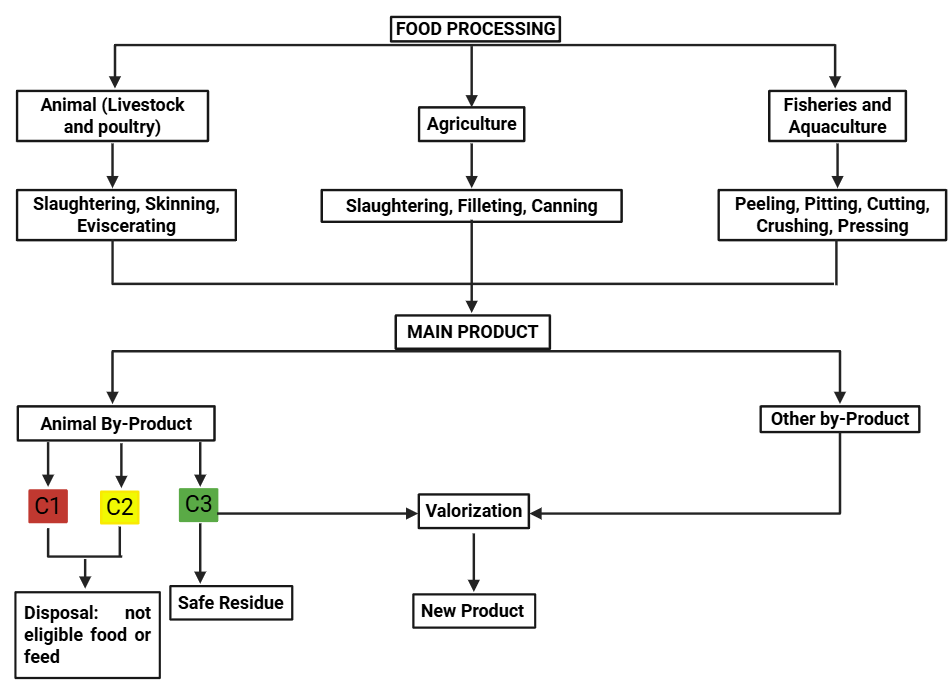 FOOD PROCESSING
Animal (Livestock
and poultry)
Agriculture
Fisheries and
Aquaculture
Slaughtering, Skinning,
Eviscerating
Slaughtering, Filleting, Canning
Peeling, Pitting, Cutting,
Crushing, Pressing
MAIN PRODUCT
Animal By-Product
Other by-Product
C1
C2
C3
Valorization
Disposal: not
eligible food or
feed
Safe Residue
New Product